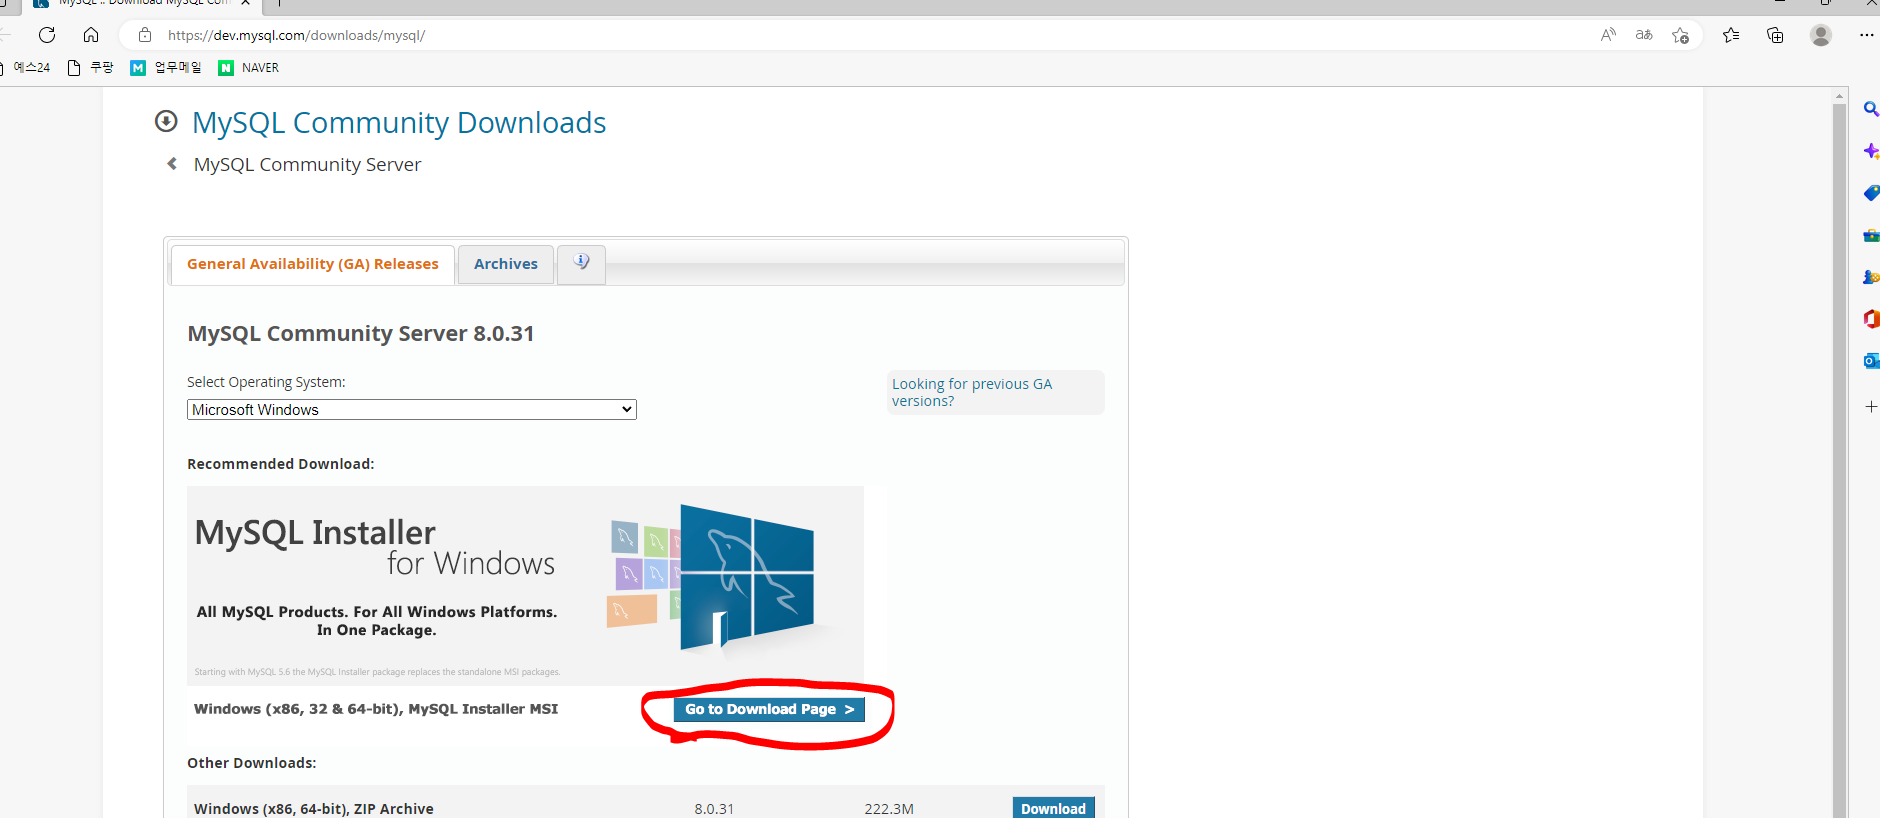 MySQL :: Download MySQL Com
https://dev.mysql.com/downloads/mysql/
예스24 쿠팡 M 업무메일 N NAVER
MySQL Community Downloads
MySQL Community Server
General Availability (GA) Releases Archives
MySQL Community Server 8.0.31
Select Operating System:
Microsoft Windows
Looking for previous GA
versions?
Recommended Download:
MySQL Installer
for Windows
All MySQL Products. For All Windows Platforms.
In One Package.
Starting with MySQL 5.6 the MySQL Installer package replaces the standalone MSI packages.
Windows (x86, 32 & 64-bit), MySQL Installer MSI Go to Download Page >
Other Downloads:
Windows (x86, 64-bit), ZIP Archive 8.0.31 222.3M Download